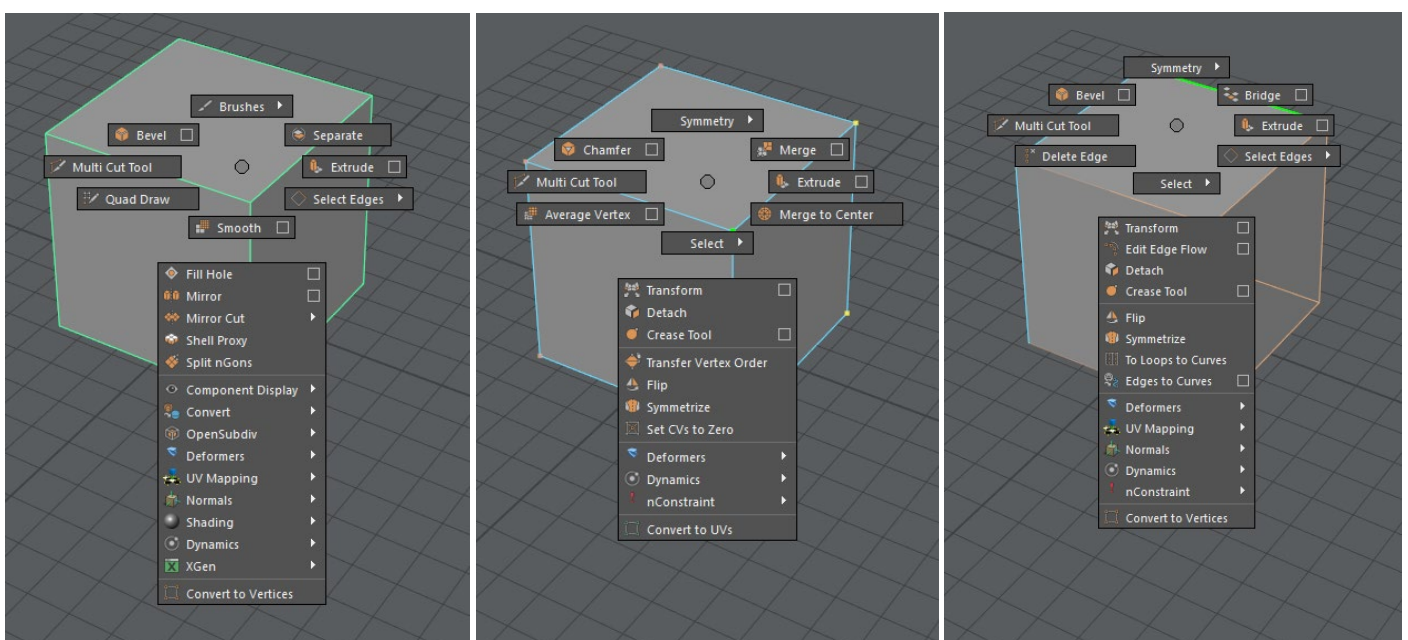 Brushes
Bevel
Separate
Multi Cut Tool
Extrude
Quad Draw
Select Edges
Smooth
Fill Hole
Mirror
Mirror Cut
Shell Proxy
Split nGons
Component Display
Convert
OpenSubdiv
Deformers
UV Mapping
Normals
Shading
Dynamics
XGen
Convert to Vertices
Symmetry
Chamfer
Merge
Multi Cut Tool
Extrude
Average Vertex
Merge to Center
Select
Transform
Detach
Crease Tool
Transfer Vertex Order
Flip
Symmetrize
Set CVs to Zero
Deformers
Dynamics
nConstraint
Convert to UVs
Symmetry
Bevel
Bridge
Multi Cut Tool
Extrude
Delete Edge
Select Edges
Select
Transform
Edit Edge Flow
Detach
Crease Tool
Flip
Symmetrize
To Loops to Curves
Edges to Curves
Deformers
UV Mapping
Normals
Dynamics
nConstraint
Convert to Vertices